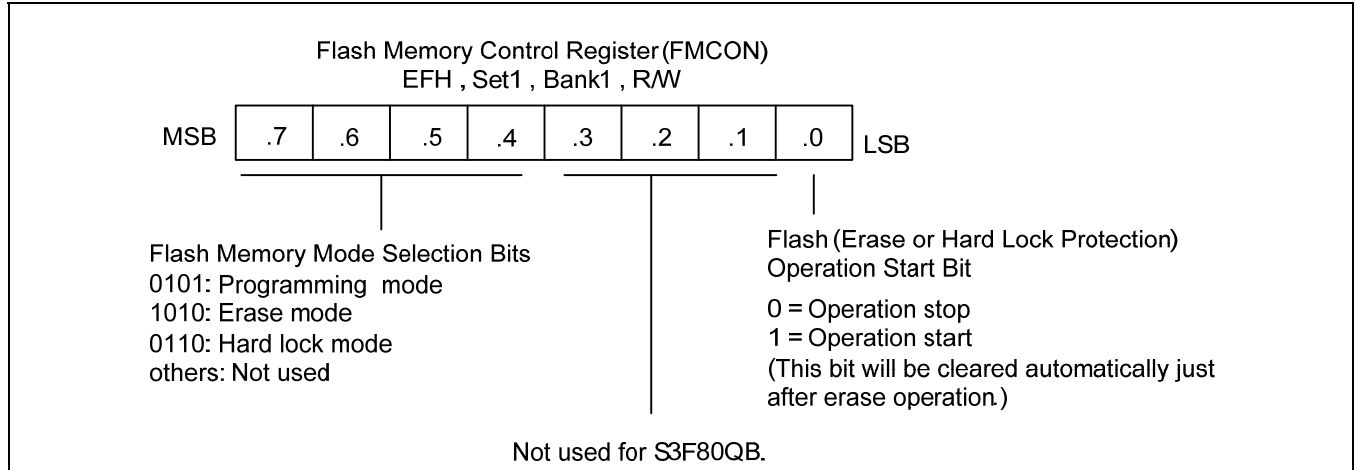 Flash Memory Control Register (FMCON)
EFH , Set1 , Bank1 , R/W
MSB .7 .6 .5 .4 .3 .2 .1 .0 LSB
Flash Memory Mode Selection Bits
0101: Programming mode
1010: Erase mode
0110: Hard lock mode
others: Not used
Flash (Erase or Hard Lock Protection)
Operation Start Bit
0 = Operation stop
1 = Operation start
(This bit will be cleared automatically just
after erase operation.)
Not used for S3F80QB.